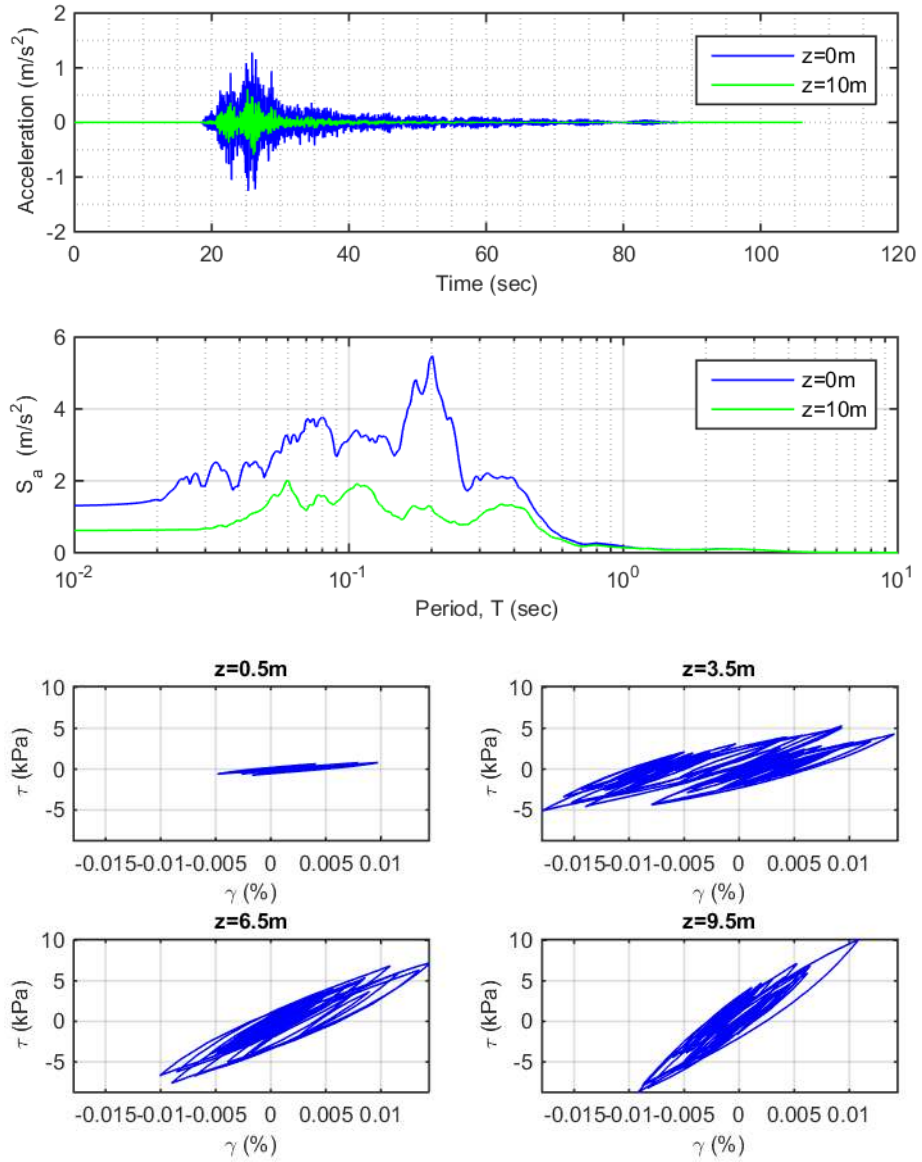 2
1
0
-1
-2
Acceleration (m/s²)
z=0m
z=10m
0 20 40 60 80 100 120
Time (sec)
6
4
2
0
S_a (m/s²)
z=0m
z=10m
10⁻² 10⁻¹ 10⁰ 10¹
Period, T (sec)
z=0.5m
10
5
0
-5
τ (kPa)
-0.015 -0.01 -0.005 0 0.005 0.01
γ (%)
z=3.5m
10
5
0
-5
τ (kPa)
-0.015 -0.01 -0.005 0 0.005 0.01
γ (%)
z=6.5m
10
5
0
-5
τ (kPa)
-0.015 -0.01 -0.005 0 0.005 0.01
γ (%)
z=9.5m
10
5
0
-5
τ (kPa)
-0.015 -0.01 -0.005 0 0.005 0.01
γ (%)